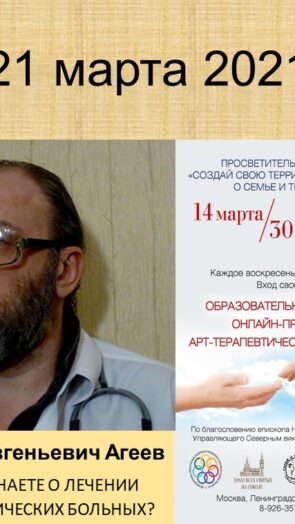 21 марта 2021
ПРОСВЕТИТЕЛЬ
«СОЗДАЙ СВОЮ ТЕРРИ
О СЕМЬЕ И Т
14 марта/30
Каждое воскресень
Вход своб
ОБРАЗОВАТЕЛЬН
ОНЛАЙН-ПР
АРТ-ТЕРАПЕВТИЧЕС
По благословению епископа Н
Управляющего Северным вик
Москва, Ленинградс
8-926-35
вгеньевич Агеев
НАЕТЕ О ЛЕЧЕНИИ
ИЧЕСКИХ БОЛЬНЫХ?